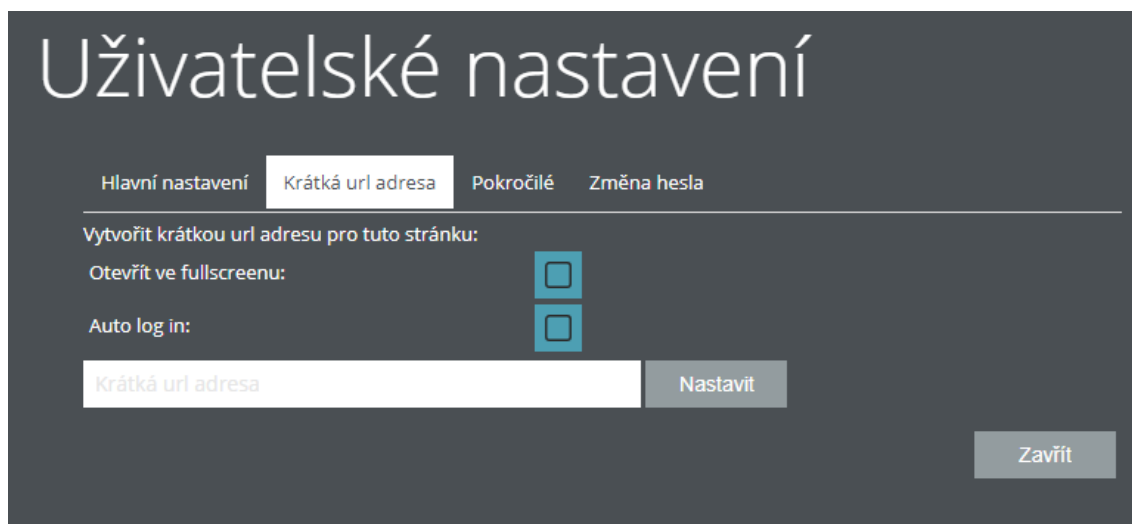 Uživatelské nastavení
Hlavní nastavení Krátká url adresa Pokročilé Změna hesla
Vytvořit krátkou url adresu pro tuto stránku:
Otevřít ve fullscreenu:
Auto log in:
Krátká url adresa Nastavit
Zavřít